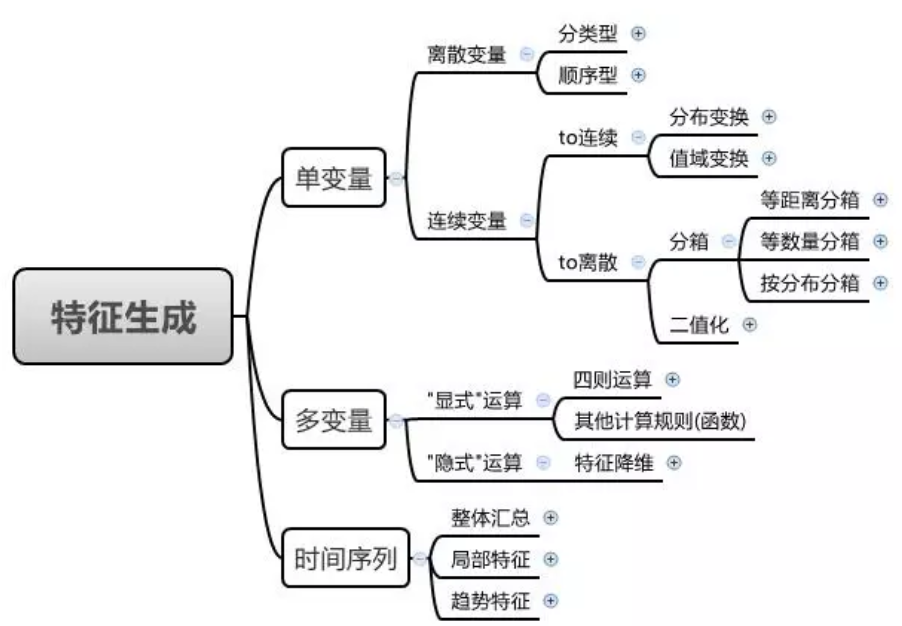 特征生成
单变量
离散变量
分类型
顺序型
连续变量
to连续
分布变换
值域变换
to离散
分箱
等距离分箱
等数量分箱
按分布分箱
二值化
多变量
"显式"运算
四则运算
其他计算规则(函数)
"隐式"运算
特征降维
时间序列
整体汇总
局部特征
趋势特征